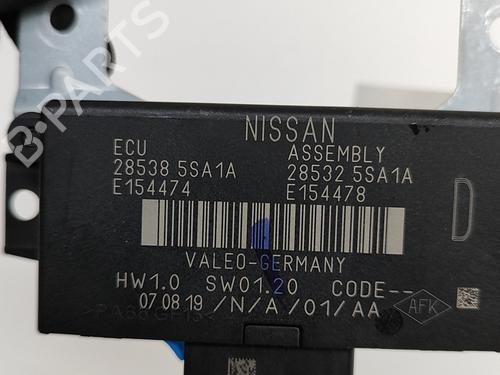 NISSAN
ECU ASSEMBLY
28538 5SA1A 28532 5SA1A
E154474 E154478
D
VALEO-GERMANY
HW1.0 SW01.20 CODE--
07.08.19 /N/A/01/AA
AFK
B-PARTS